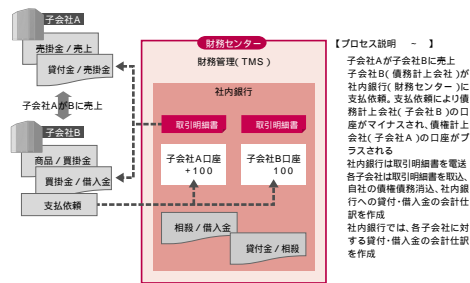 子会社A
売掛金/売上
貸付金/売掛金
子会社AがBに売上
子会社B
商品/買掛金
買掛金/借入金
支払依頼
財務センター
財務管理(TMS)
社内銀行
取引明細書
取引明細書
子会社A口座
+100
子会社B口座
100
相殺/借入金
貸付金/相殺
【プロセス説明 - 】
子会社Aが子会社Bに売上
子会社B(債務計上会社)が
社内銀行(財務センター)に
支払依頼。支払依頼により債
務計上会社(子会社B)の口
座がマイナスされ、債権計上
会社(子会社A)の口座がプ
ラスされる
社内銀行は取引明細書を電送
各子会社は取引明細書を取込、
自社の債権債務消込、社内銀
行への貸付・借入金の会計仕
訳を作成
社内銀行では、各子会社に対
する貸付・借入金の会計仕訳
を作成